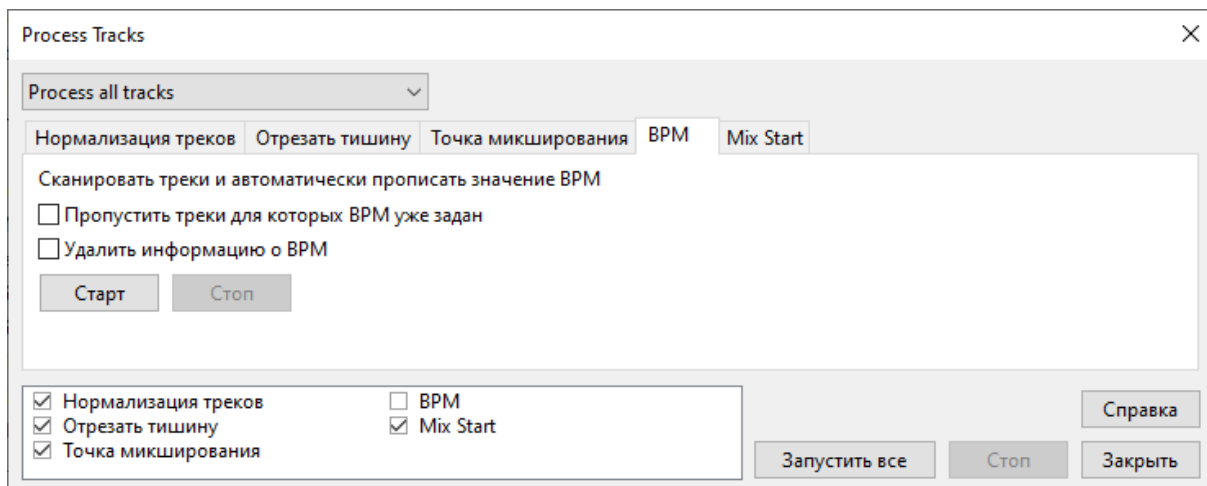 Process Tracks
Process all tracks
Нормализация треков Отрезать тишину Точка микширования BPM Mix Start
Сканировать треки и автоматически прописать значение BPM
Пропустить треки для которых BPM уже задан
Удалить информацию о BPM
Старт Стоп
Нормализация треков BPM
Отрезать тишину Mix Start
Точка микширования
Справка
Запустить все Стоп Закрыть